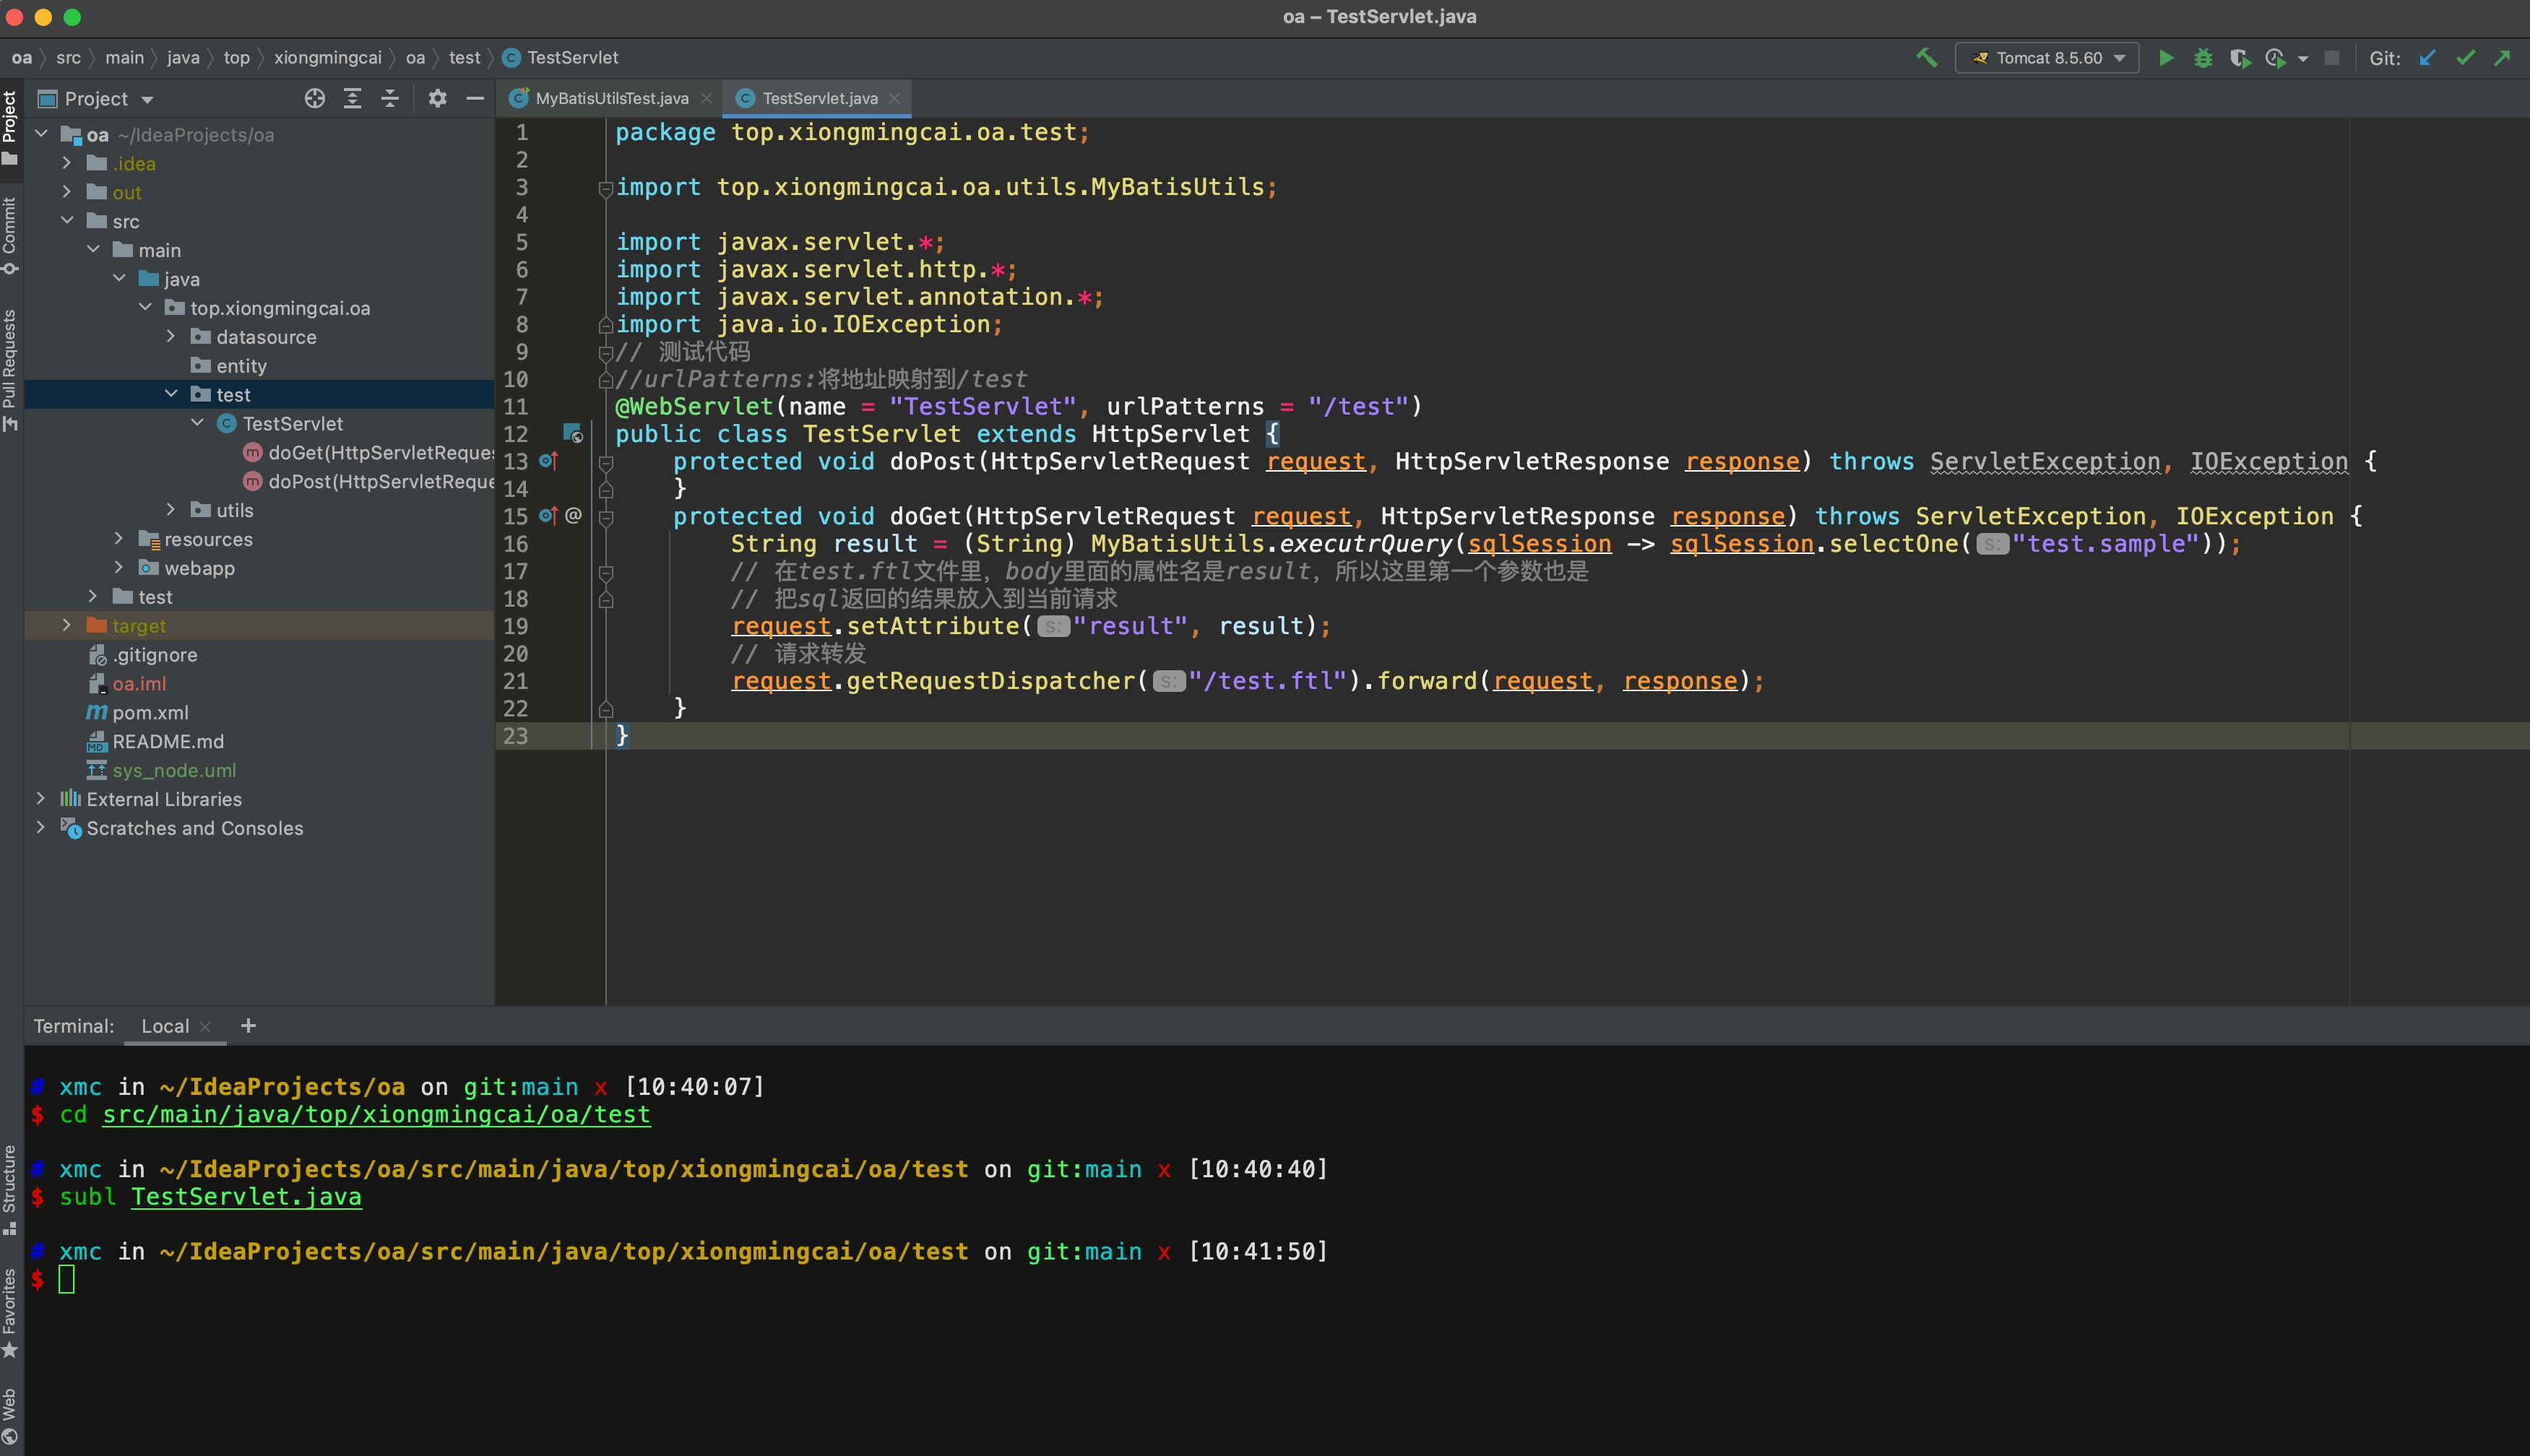 oa – TestServlet.java
oa src main java top xiongmingcai oa test TestServlet
Tomcat 8.5.60
Git:
Project
MyBatisUtilsTest.java
TestServlet.java
Project
Commit
Pull Requests
Structure
Favorites
Web
oa ~/IdeaProjects/oa
.idea
out
src
main
java
top.xiongmingcai.oa
datasource
entity
test
TestServlet
doGet(HttpServletReques
doPost(HttpServletReque
utils
resources
webapp
test
target
.gitignore
oa.iml
pom.xml
README.md
sys_node.uml
External Libraries
Scratches and Consoles
1 package top.xiongmingcai.oa.test;
2
3 import top.xiongmingcai.oa.utils.MyBatisUtils;
4
5 import javax.servlet.*;
6 import javax.servlet.http.*;
7 import javax.servlet.annotation.*;
8 import java.io.IOException;
9 // 测试代码
10 //urlPatterns:将地址映射到/test
11 @WebServlet(name = "TestServlet", urlPatterns = "/test")
12 public class TestServlet extends HttpServlet {
13 protected void doPost(HttpServletRequest request, HttpServletResponse response) throws ServletException, IOException {
14 }
15 @ protected void doGet(HttpServletRequest request, HttpServletResponse response) throws ServletException, IOException {
16 String result = (String) MyBatisUtils.executrQuery(sqlSession -> sqlSession.selectOne( s: "test.sample"));
17 // 在test.ftl文件里，body里面的属性名是result，所以这里第一个参数也是
18 // 把sql返回的结果放入到当前请求
19 request.setAttribute( s: "result", result);
20 // 请求转发
21 request.getRequestDispatcher( s: "/test.ftl").forward(request, response);
22 }
23 }
Terminal: Local +
# xmc in ~/IdeaProjects/oa on git:main x [10:40:07]
$ cd src/main/java/top/xiongmingcai/oa/test
# xmc in ~/IdeaProjects/oa/src/main/java/top/xiongmingcai/oa/test on git:main x [10:40:40]
$ subl TestServlet.java
# xmc in ~/IdeaProjects/oa/src/main/java/top/xiongmingcai/oa/test on git:main x [10:41:50]
$